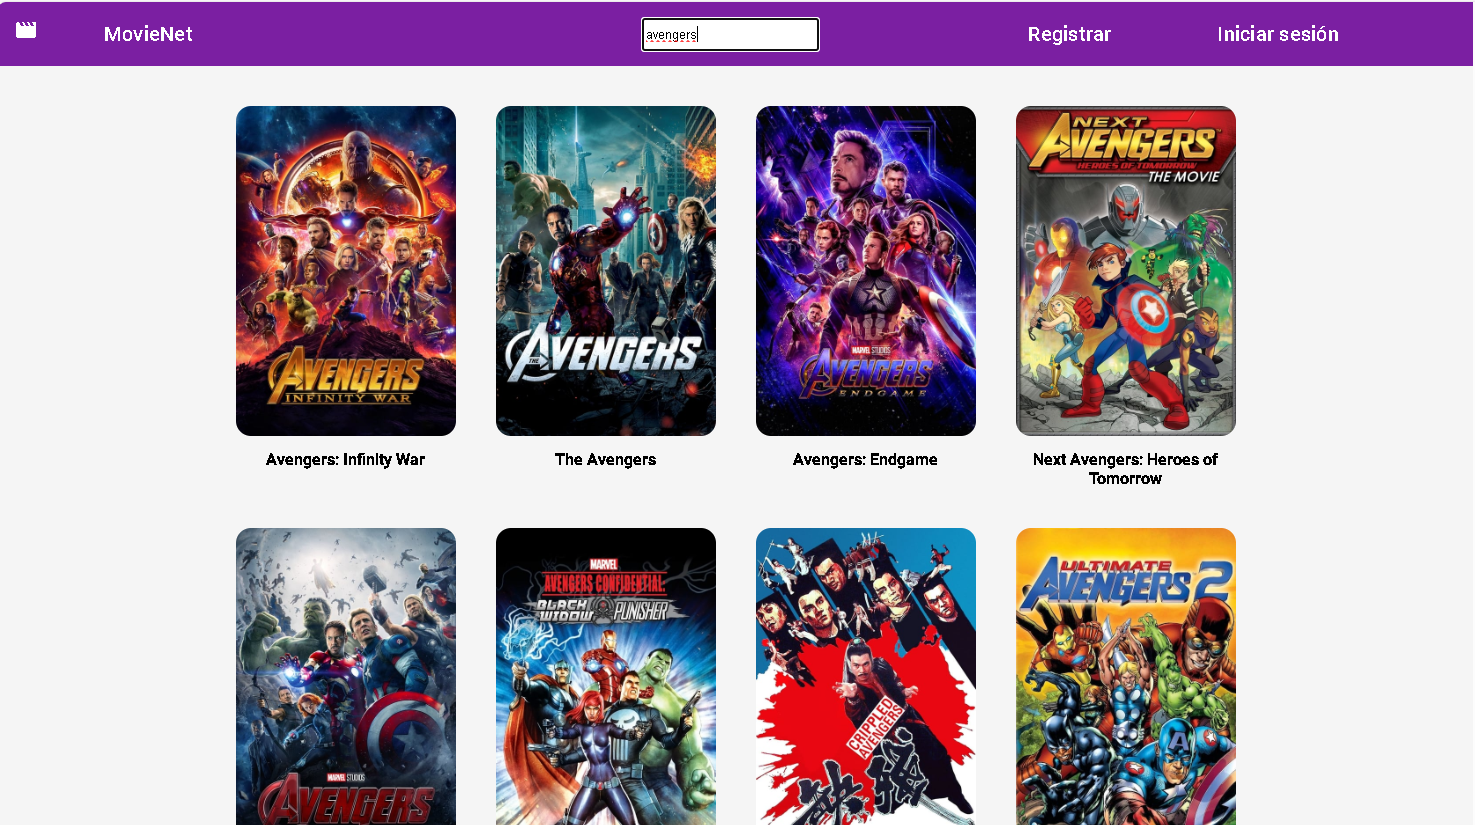 MovieNet
avengers
Registrar
Iniciar sesión
AVENGERS
INFINITY WAR
THE AVENGERS
MARVEL STUDIOS
AVENGERS
ENDGAME
NEXT
AVENGERS
HEROES OF TOMORROW
THE MOVIE
Avengers: Infinity War
The Avengers
Avengers: Endgame
Next Avengers: Heroes of
Tomorrow
MARVEL STUDIOS
AVENGERS
MARVEL
AVENGERS CONFIDENTIAL:
BLACK WIDOW PUNISHER
CRIPPLED
AVENGERS
ULTIMATE
AVENGERS 2